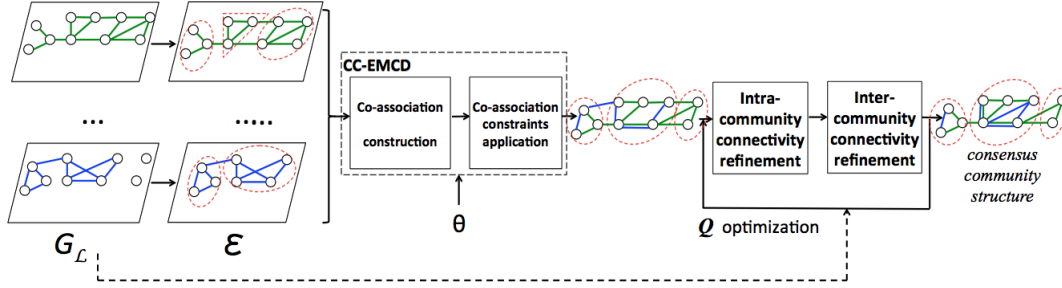 CC-EMCD
Co-association
construction
Co-association
constraints
application
Intra-
community
connectivity
refinement
Inter-
community
connectivity
refinement
consensus
community
structure
...
.....
θ
Q optimization
G_ℒ
ℰ